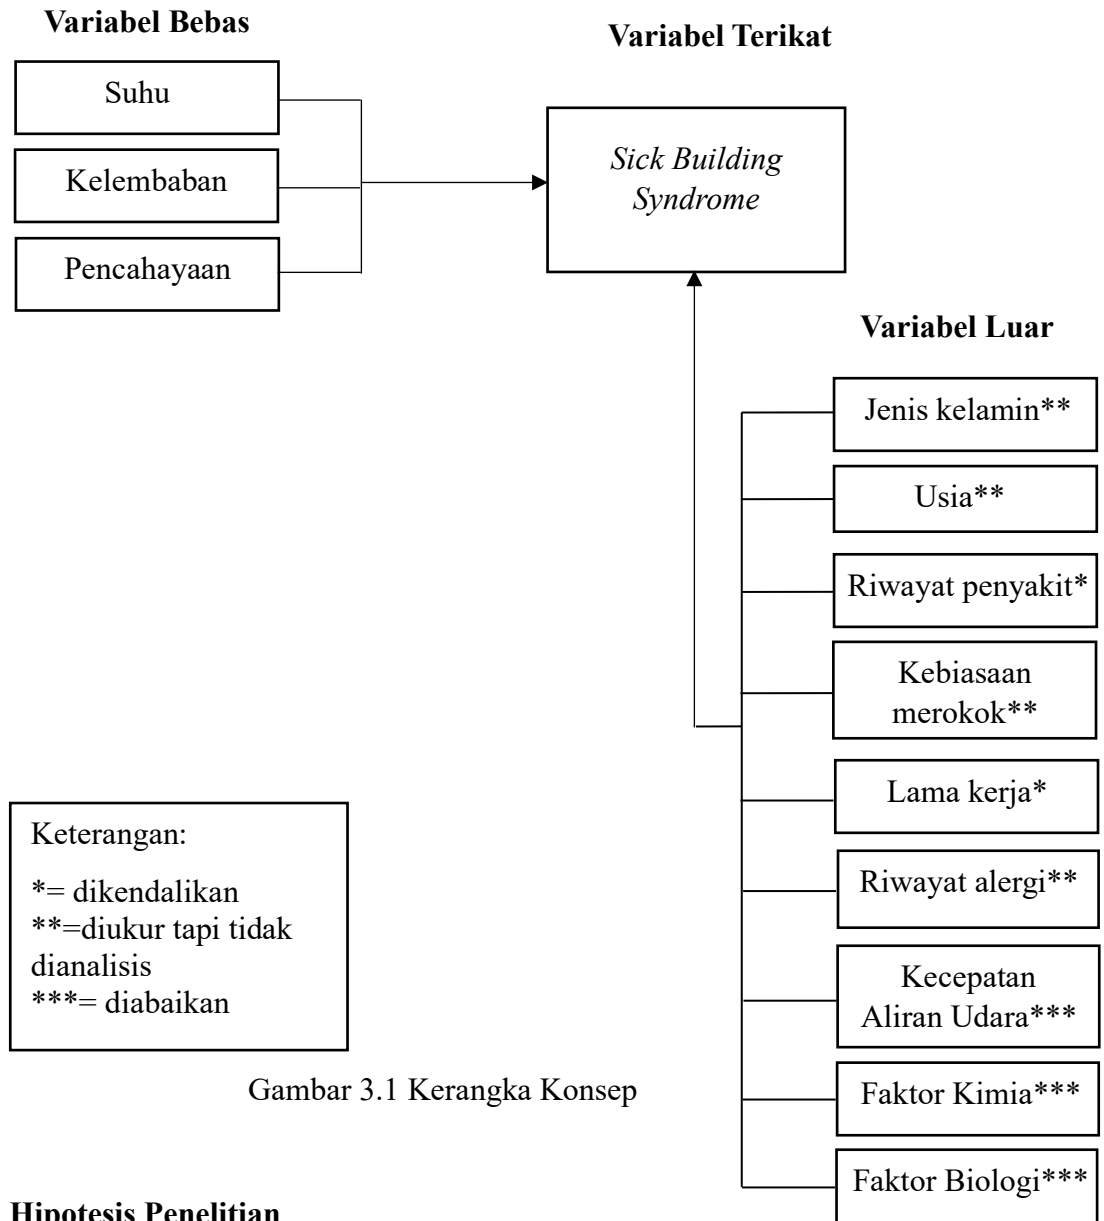 Variabel Bebas
Variabel Terikat
Suhu
Kelembaban
Pencahayaan
Sick Building
Syndrome
Variabel Luar
Jenis kelamin**
Usia**
Riwayat penyakit*
Kebiasaan
merokok**
Lama kerja*
Riwayat alergi**
Kecepatan
Aliran Udara***
Faktor Kimia***
Faktor Biologi***
Keterangan:
*= dikendalikan
**=diukur tapi tidak
dianalisis
***= diabaikan
Gambar 3.1 Kerangka Konsep
Hipotesis Penelitian